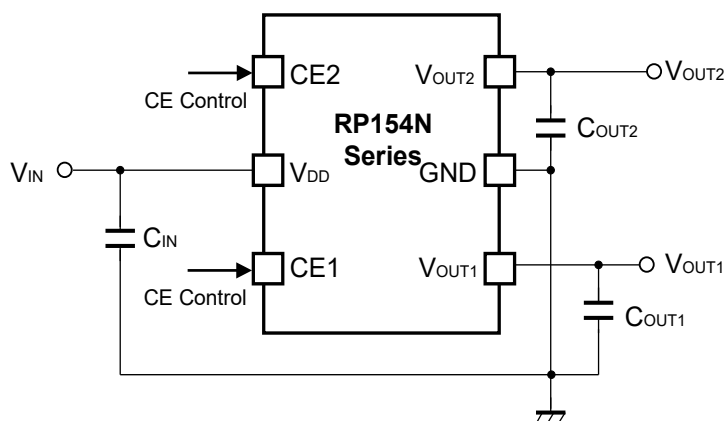 CE2
CE Control
VOUT2
VOUT2
COUT2
RP154N
Series
VIN
VDD
GND
CIN
CE1
CE Control
VOUT1
VOUT1
COUT1